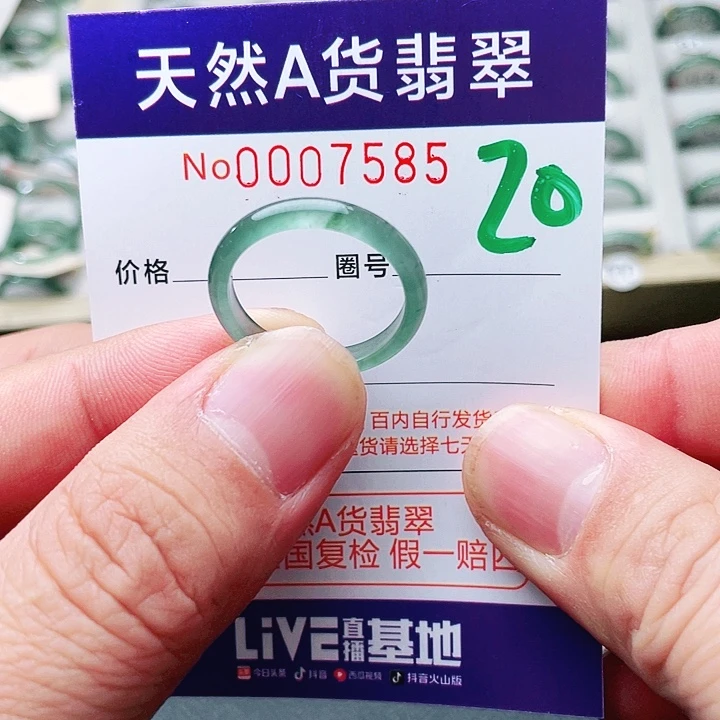 天然A货翡翠
No0007585
20
价格 圈号
百内自行发货
货请选择七天
A货翡翠
国复检 假一赔四
LiVE直播基地
今日头条 抖音 西瓜视频 抖音火山版